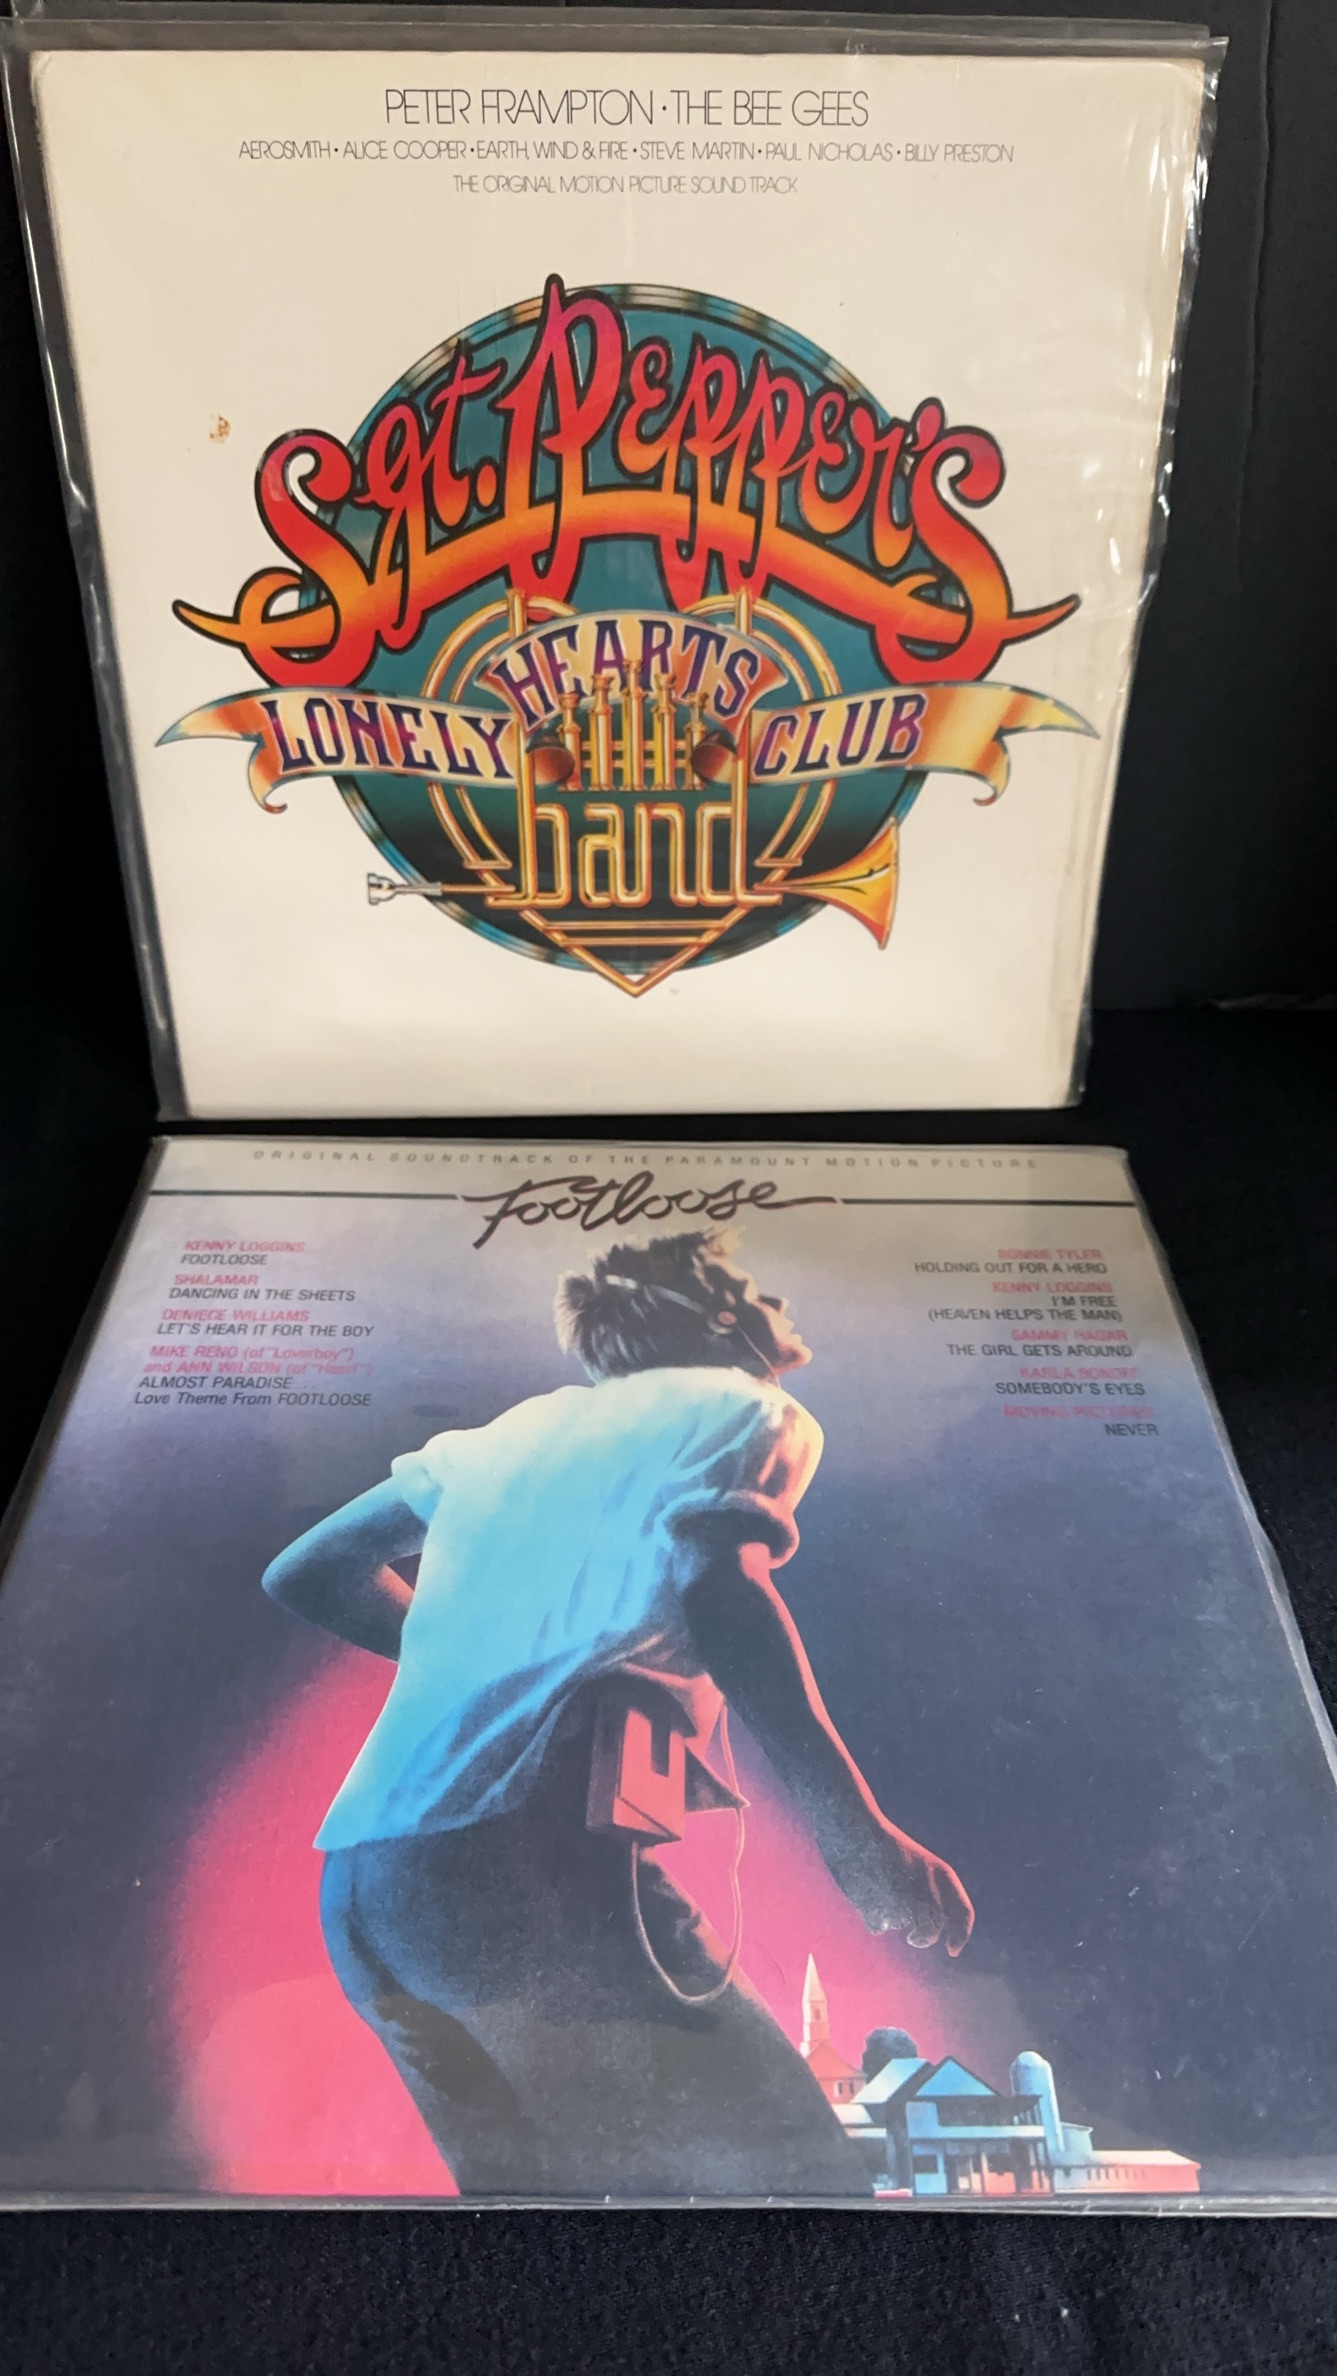 PETER FRAMPTON • THE BEE GEES
AEROSMITH • ALICE COOPER • EARTH, WIND & FIRE • STEVE MARTIN • PAUL NICHOLAS • BILLY PRESTON
THE ORIGINAL MOTION PICTURE SOUND TRACK
Sgt. Pepper's
LONELY HEARTS CLUB
band
ORIGINAL SOUNDTRACK OF THE PARAMOUNT MOTION PICTURE
Footloose
KENNY LOGGINS
FOOTLOOSE
SHALAMAR
DANCING IN THE SHEETS
DENIECE WILLIAMS
LET'S HEAR IT FOR THE BOY
MIKE RENO (of "Loverboy")
and ANN WILSON (of "Heart")
ALMOST PARADISE...
Love Theme From FOOTLOOSE
BONNIE TYLER
HOLDING OUT FOR A HERO
KENNY LOGGINS
I'M FREE
(HEAVEN HELPS THE MAN)
SAMMY HAGAR
THE GIRL GETS AROUND
KARLA BONOFF
SOMEBODY'S EYES
MOVING PICTURES
NEVER